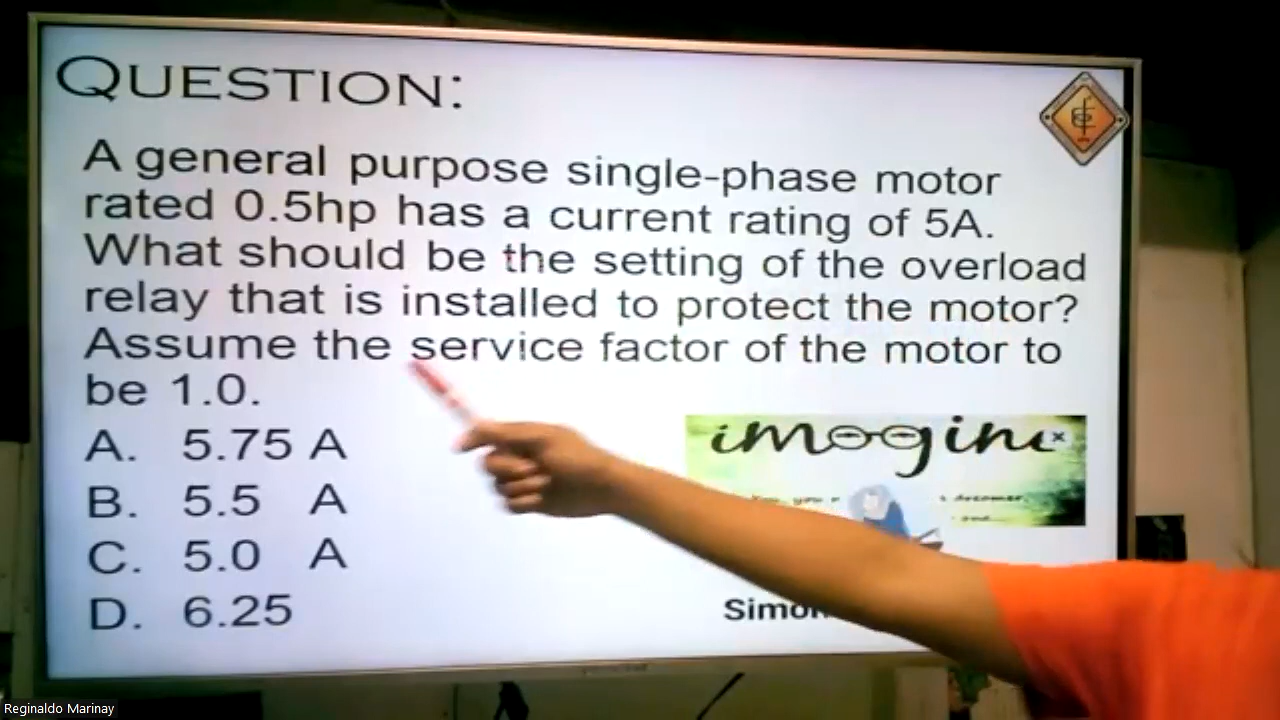 QUESTION:
A general purpose single-phase motor
rated 0.5hp has a current rating of 5A.
What should be the setting of the overload
relay that is installed to protect the motor?
Assume the service factor of the motor to
be 1.0.
A. 5.75 A
B. 5.5 A
C. 5.0 A
D. 6.25
imagine
Reginaldo Marinay